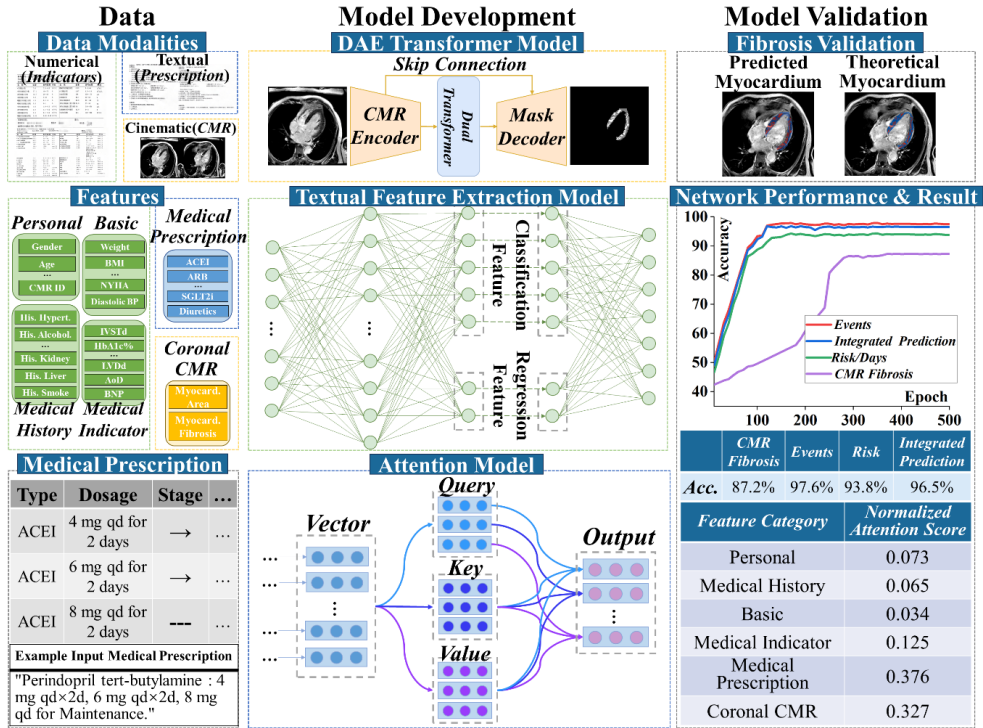 Data
Data Modalities
Numerical
(Indicators)
Textual
(Prescription)
Cinematic(CMR)
Features
Personal
Gender
Age
...
CMR ID
Basic
Weight
BMI
...
NYHA
Diastolic BP
Medical
Prescription
ACEI
ARB
...
SGLT2i
Diuretics
His. Hypert.
His. Alcohol.
...
His. Kidney
His. Liver
His. Smoke
Medical
History
IVSTd
HbA1c%
...
LVDd
AoD
BNP
Medical
Indicator
Coronal
CMR
Myocard.
Area
Myocard.
Fibrosis
Medical Prescription
Type Dosage Stage ...
ACEI 4 mg qd for
2 days → ...
ACEI 6 mg qd for
2 days → ...
ACEI 8 mg qd for
2 days --- ...
Example Input Medical Prescription
"Perindopril tert-butylamine : 4
mg qd×2d, 6 mg qd×2d, 8 mg
qd for Maintenance."
Model Development
DAE Transformer Model
Skip Connection
CMR
Encoder
Dual
Transformer
Mask
Decoder
Textual Feature Extraction Model
Classification
Feature
Regression
Feature
...
...
Attention Model
Vector
...
...
...
...
...
Query
Key
Value
Output
...
Model Validation
Fibrosis Validation
Predicted
Myocardium
Theoretical
Myocardium
Network Performance & Result
Accuracy
100
90
80
70
60
50
40
Events
Integrated Prediction
Risk/Days
CMR Fibrosis
Epoch
0 100 200 300 400 500
CMR
Fibrosis
Events
Risk
Integrated
Prediction
Acc. 87.2% 97.6% 93.8% 96.5%
Feature Category
Normalized
Attention Score
Personal 0.073
Medical History 0.065
Basic 0.034
Medical Indicator 0.125
Medical
Prescription 0.376
Coronal CMR 0.327